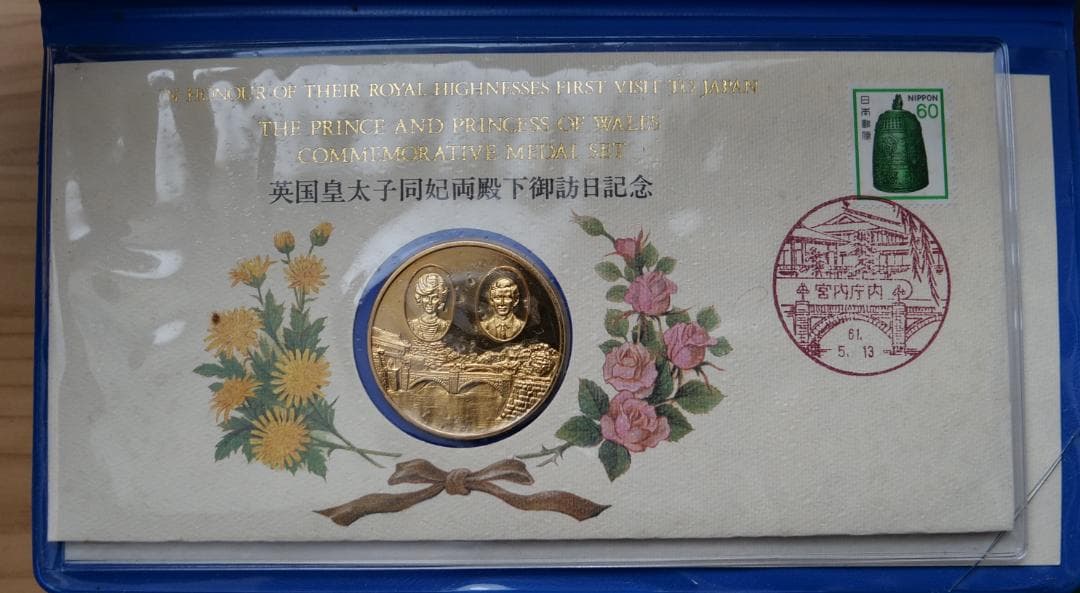 IN HONOUR OF THEIR ROYAL HIGHNESSES FIRST VISIT TO JAPAN
THE PRINCE AND PRINCESS OF WALES
COMMEMORATIVE MEDAL SET
英国皇太子同妃両殿下御訪日記念
日本郵便
NIPPON
60
宮内庁内
61.
5. 13